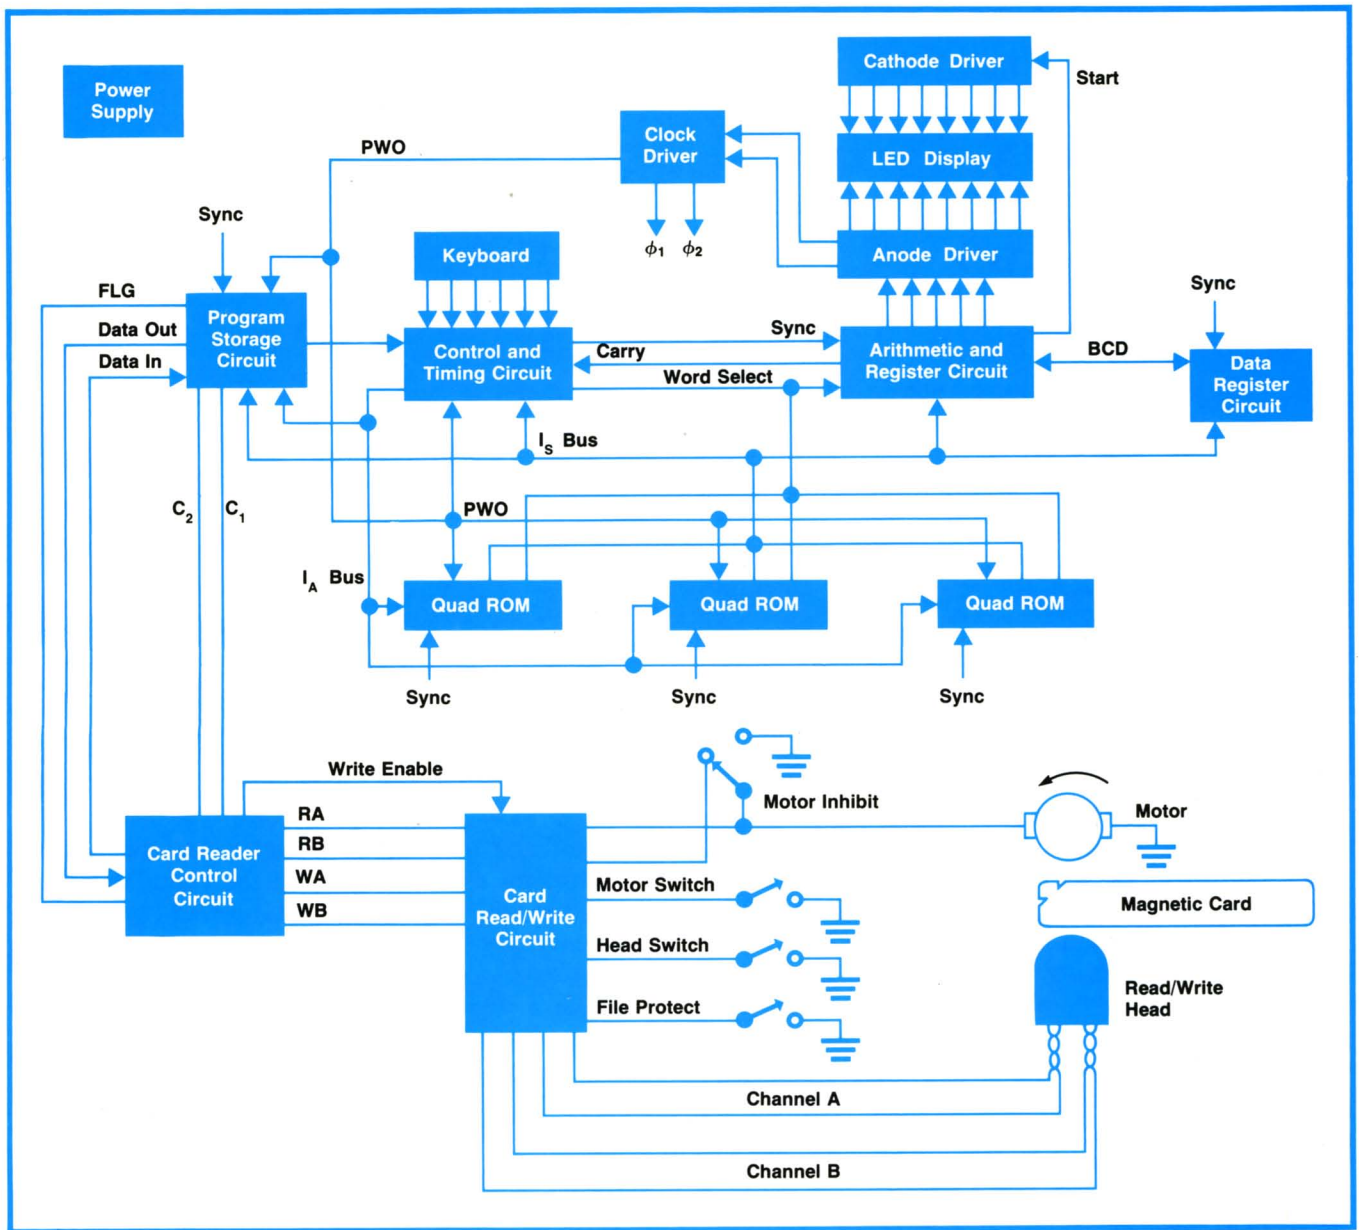 Power
Supply
Cathode Driver
Start
Clock
Driver
LED Display
PWO
Sync
ϕ1 ϕ2
Keyboard
Anode Driver
Sync
FLG
Data Out
Data In
Program
Storage
Circuit
Control and
Timing Circuit
Sync
Carry
Word Select
Arithmetic and
Register Circuit
BCD
Data
Register
Circuit
IS Bus
C2 C1
PWO
IA Bus
Quad ROM
Quad ROM
Quad ROM
Sync
Sync
Sync
Write Enable
Motor Inhibit
Motor
RA
RB
WA
WB
Card Reader
Control
Circuit
Card
Read/Write
Circuit
Motor Switch
Head Switch
File Protect
Magnetic Card
Read/Write
Head
Channel A
Channel B